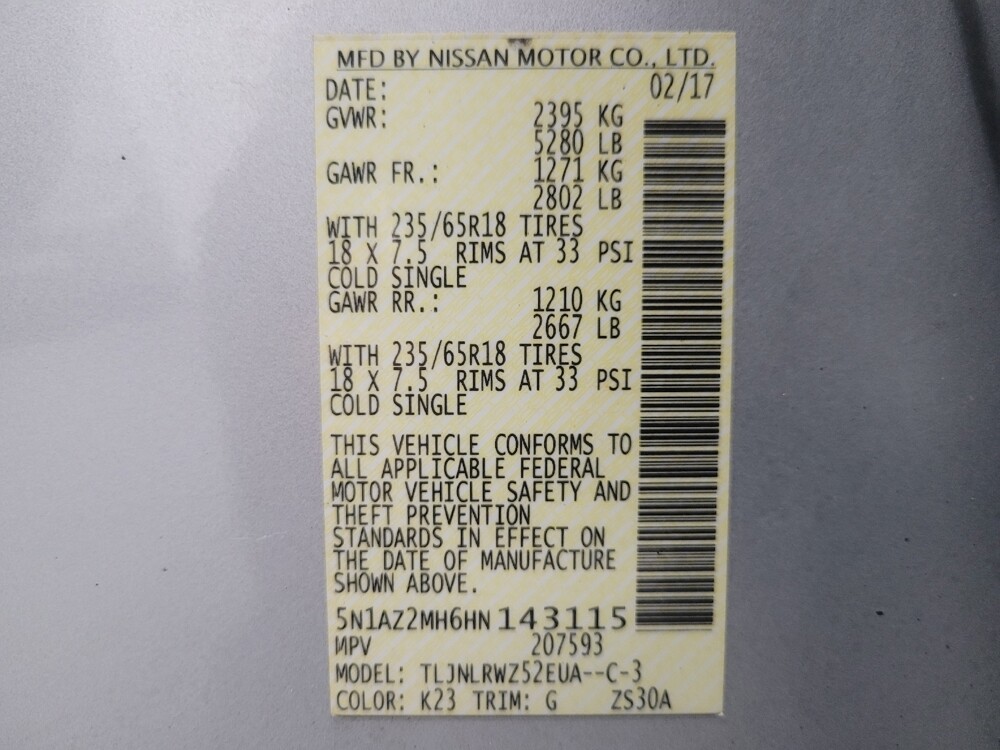 MFD BY NISSAN MOTOR CO., LTD.
DATE: 02/17
GVWR: 2395 KG
5280 LB
GAWR FR.: 1271 KG
2802 LB
WITH 235/65R18 TIRES
18 X 7.5 RIMS AT 33 PSI
COLD SINGLE
GAWR RR.: 1210 KG
2667 LB
WITH 235/65R18 TIRES
18 X 7.5 RIMS AT 33 PSI
COLD SINGLE
THIS VEHICLE CONFORMS TO
ALL APPLICABLE FEDERAL
MOTOR VEHICLE SAFETY AND
THEFT PREVENTION
STANDARDS IN EFFECT ON
THE DATE OF MANUFACTURE
SHOWN ABOVE.
5N1AZ2MH6HN 143115
MPV 207593
MODEL: TLJNLRWZ52EUA--C-3
COLOR: K23 TRIM: G ZS30A